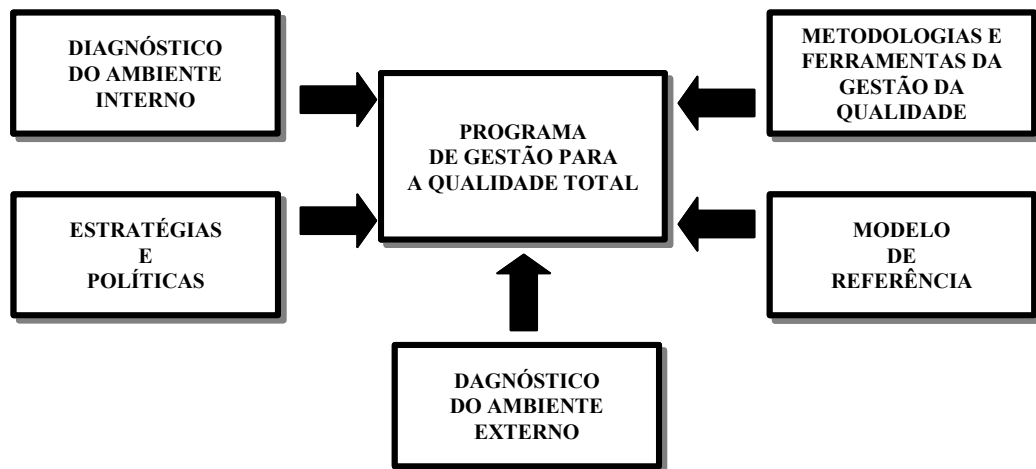 DIAGNÓSTICO
DO AMBIENTE
INTERNO
METODOLOGIAS E
FERRAMENTAS DA
GESTÃO DA
QUALIDADE
PROGRAMA
DE GESTÃO PARA
A QUALIDADE TOTAL
ESTRATÉGIAS
E
POLÍTICAS
MODELO
DE
REFERÊNCIA
DAGNÓSTICO
DO AMBIENTE
EXTERNO